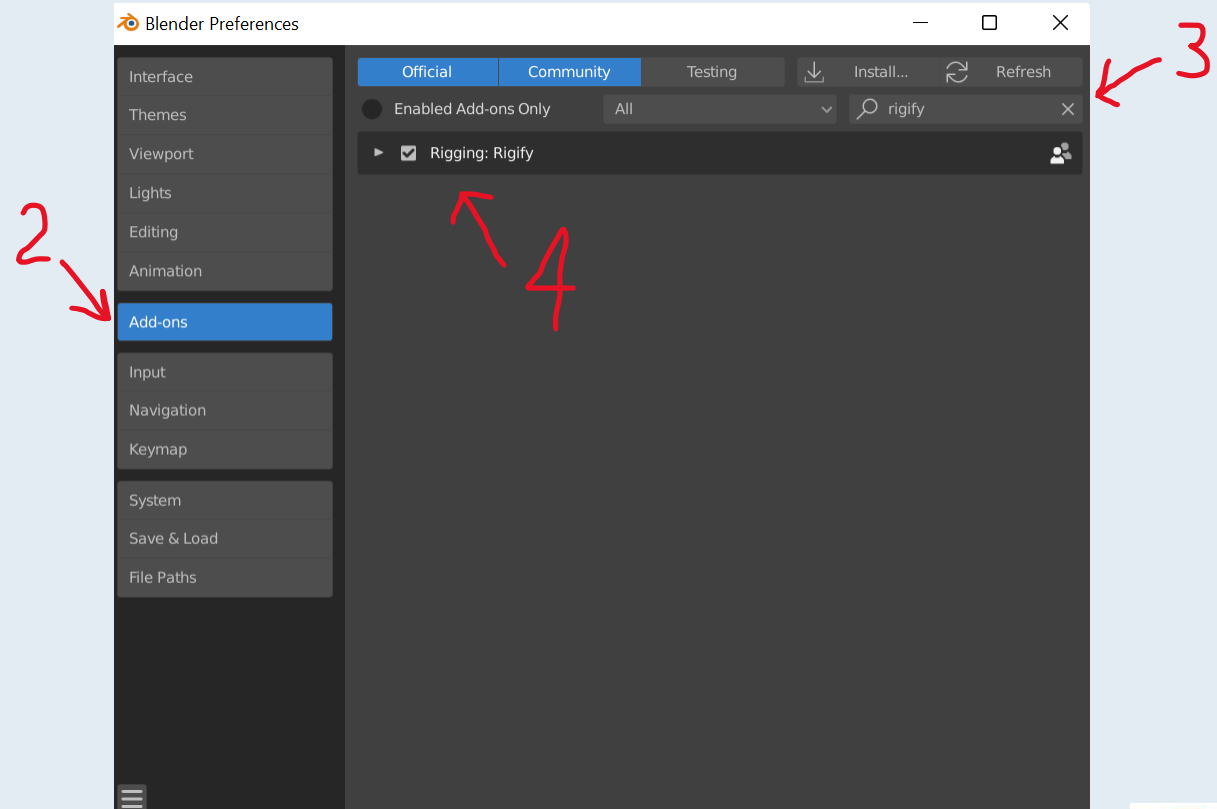 Blender Preferences
3
Official Community Testing Install... Refresh
Enabled Add-ons Only All rigify
Rigging: Rigify
Interface
Themes
Viewport
Lights
Editing
Animation
2
4
Add-ons
Input
Navigation
Keymap
System
Save & Load
File Paths